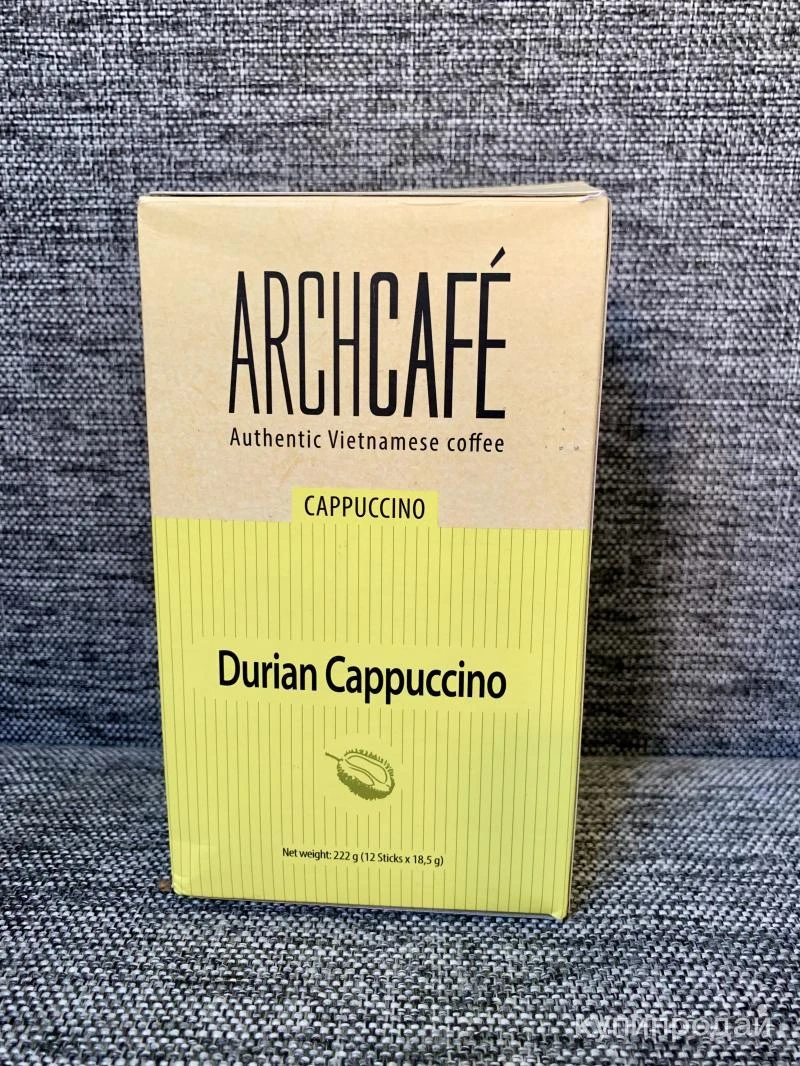 ARCHCAFÉ
Authentic Vietnamese coffee
CAPPUCCINO
Durian Cappuccino
Net weight: 222 g (12 Sticks x 18,5 g)
купипродай